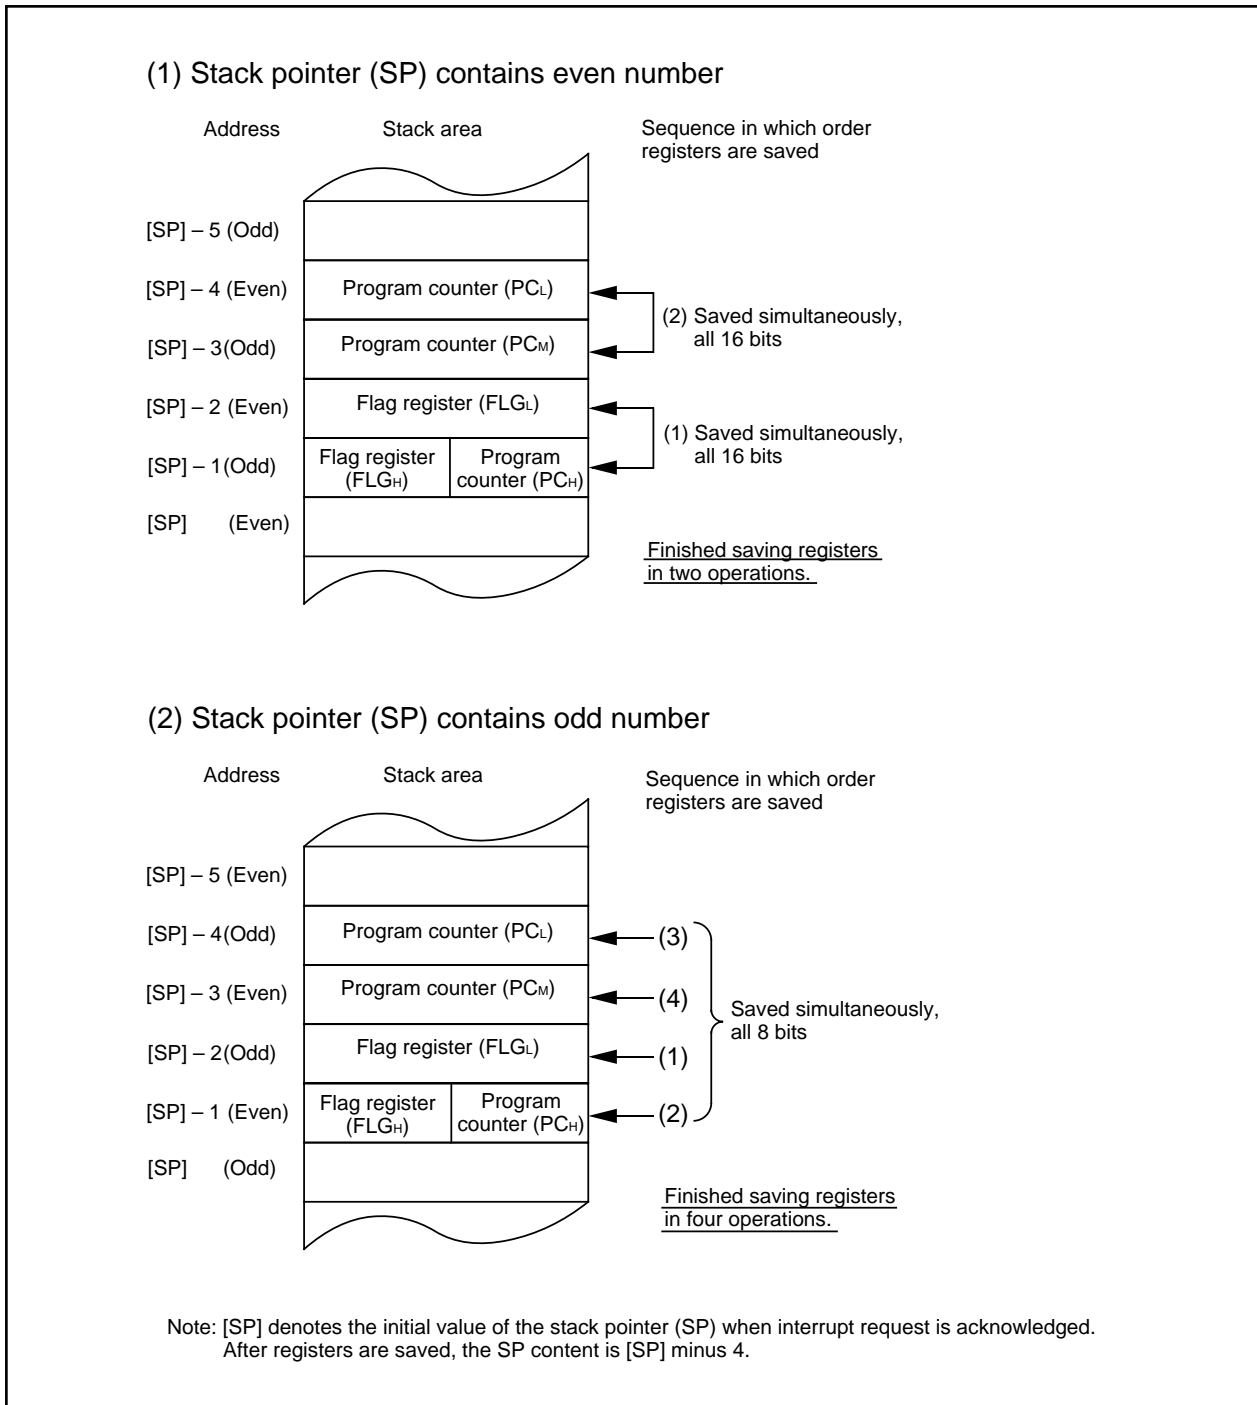 (1) Stack pointer (SP) contains even number
Address
Stack area
Sequence in which order
registers are saved
[SP] – 5 (Odd)
[SP] – 4 (Even)
Program counter (PCL)
[SP] – 3(Odd)
Program counter (PCM)
(2) Saved simultaneously,
all 16 bits
[SP] – 2 (Even)
Flag register (FLGL)
[SP] – 1(Odd)
Flag register
(FLGH)
Program
counter (PCH)
(1) Saved simultaneously,
all 16 bits
[SP] (Even)
Finished saving registers
in two operations.
(2) Stack pointer (SP) contains odd number
Address
Stack area
Sequence in which order
registers are saved
[SP] – 5 (Even)
[SP] – 4(Odd)
Program counter (PCL)
(3)
[SP] – 3 (Even)
Program counter (PCM)
(4)
Saved simultaneously,
all 8 bits
[SP] – 2(Odd)
Flag register (FLGL)
(1)
[SP] – 1 (Even)
Flag register
(FLGH)
Program
counter (PCH)
(2)
[SP] (Odd)
Finished saving registers
in four operations.
Note: [SP] denotes the initial value of the stack pointer (SP) when interrupt request is acknowledged.
After registers are saved, the SP content is [SP] minus 4.